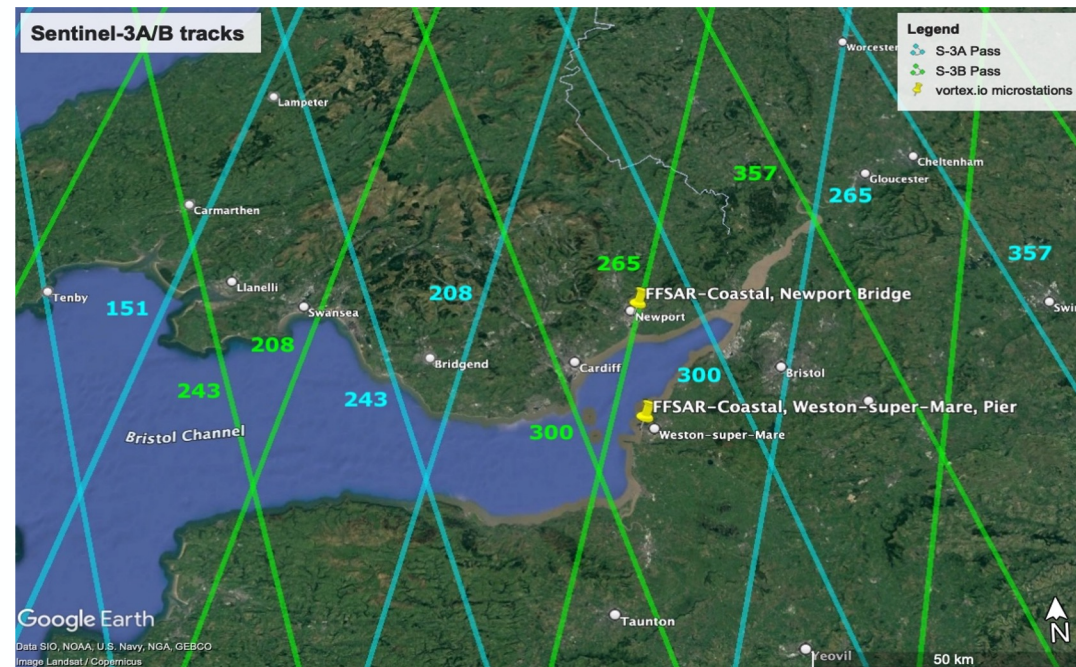 Sentinel-3A/B tracks
Legend
S-3A Pass
S-3B Pass
vortex.io microstations
Worcester
Lampeter
Cheltenham
Gloucester
357
265
Carmarthen
357
265
Tenby
151
Llanelli
208
Swansea
FFSAR-Coastal, Newport Bridge
Newport
208
Bridgend
Cardiff
300
Bristol
243
243
FFSAR-Coastal, Weston-super-Mare, Pier
Weston-super-Mare
300
Bristol Channel
Google Earth
Taunton
N
Data SIO, NOAA, U.S. Navy, NGA, GEBCO
Image Landsat / Copernicus
Yeovil
50 km